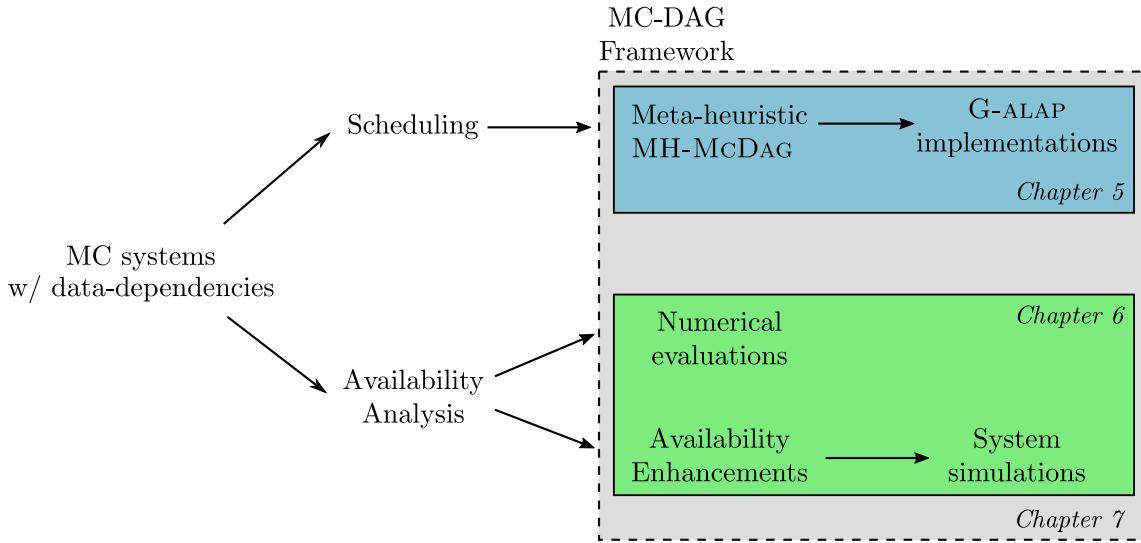 MC-DAG
Framework
Scheduling
Meta-heuristic
MH-MCDAG
G-ALAP
implementations
Chapter 5
MC systems
w/ data-dependencies
Availability
Analysis
Chapter 6
Numerical
evaluations
Availability
Enhancements
System
simulations
Chapter 7